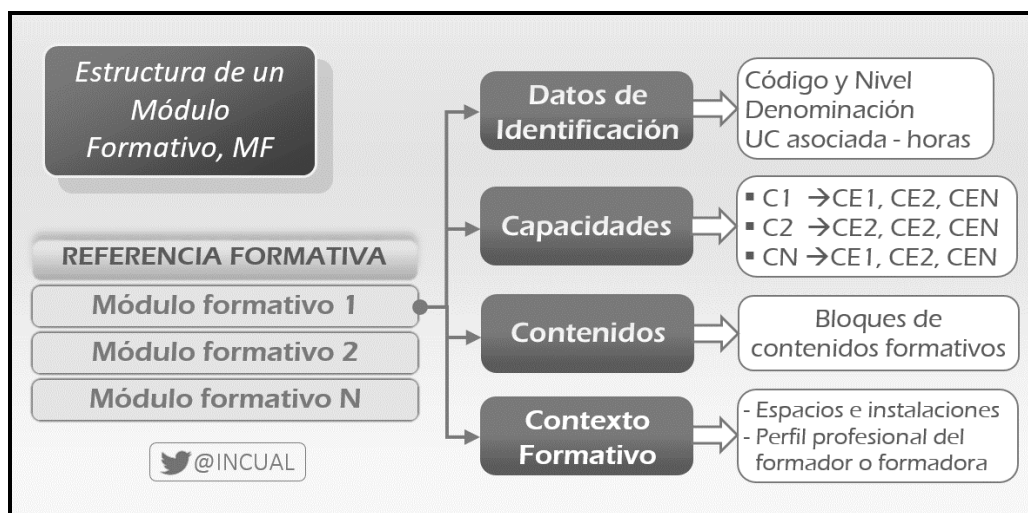 Estructura de un
Módulo
Formativo, MF
REFERENCIA FORMATIVA
Módulo formativo 1
Módulo formativo 2
Módulo formativo N
@INCUAL
Datos de
Identificación
Código y Nivel
Denominación
UC asociada - horas
Capacidades
▪ C1 →CE1, CE2, CEN
▪ C2 →CE2, CE2, CEN
▪ CN →CE1, CE2, CEN
Contenidos
Bloques de
contenidos formativos
Contexto
Formativo
- Espacios e instalaciones
- Perfil profesional del
formador o formadora